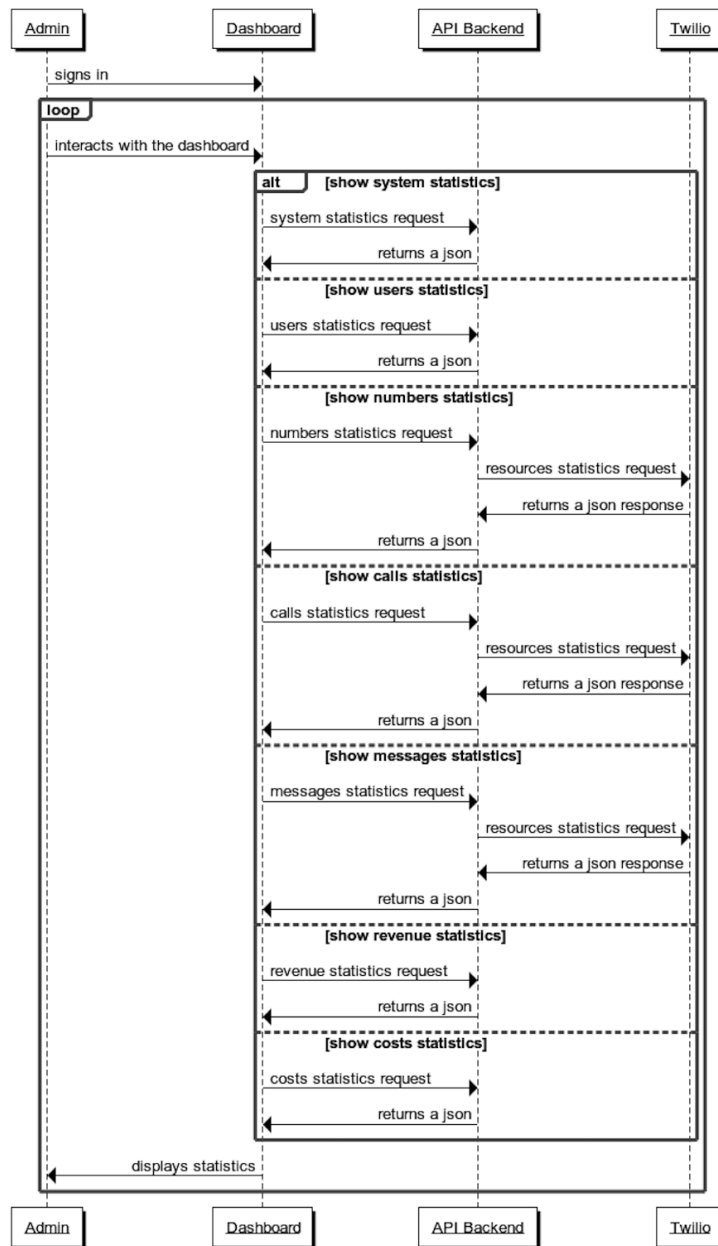 Admin
Dashboard
API Backend
Twilio
signs in
loop
interacts with the dashboard
alt
[show system statistics]
system statistics request
returns a json
[show users statistics]
users statistics request
returns a json
[show numbers statistics]
numbers statistics request
resources statistics request
returns a json response
returns a json
[show calls statistics]
calls statistics request
resources statistics request
returns a json response
returns a json
[show messages statistics]
messages statistics request
resources statistics request
returns a json response
returns a json
[show revenue statistics]
revenue statistics request
returns a json
[show costs statistics]
costs statistics request
returns a json
displays statistics
Admin
Dashboard
API Backend
Twilio